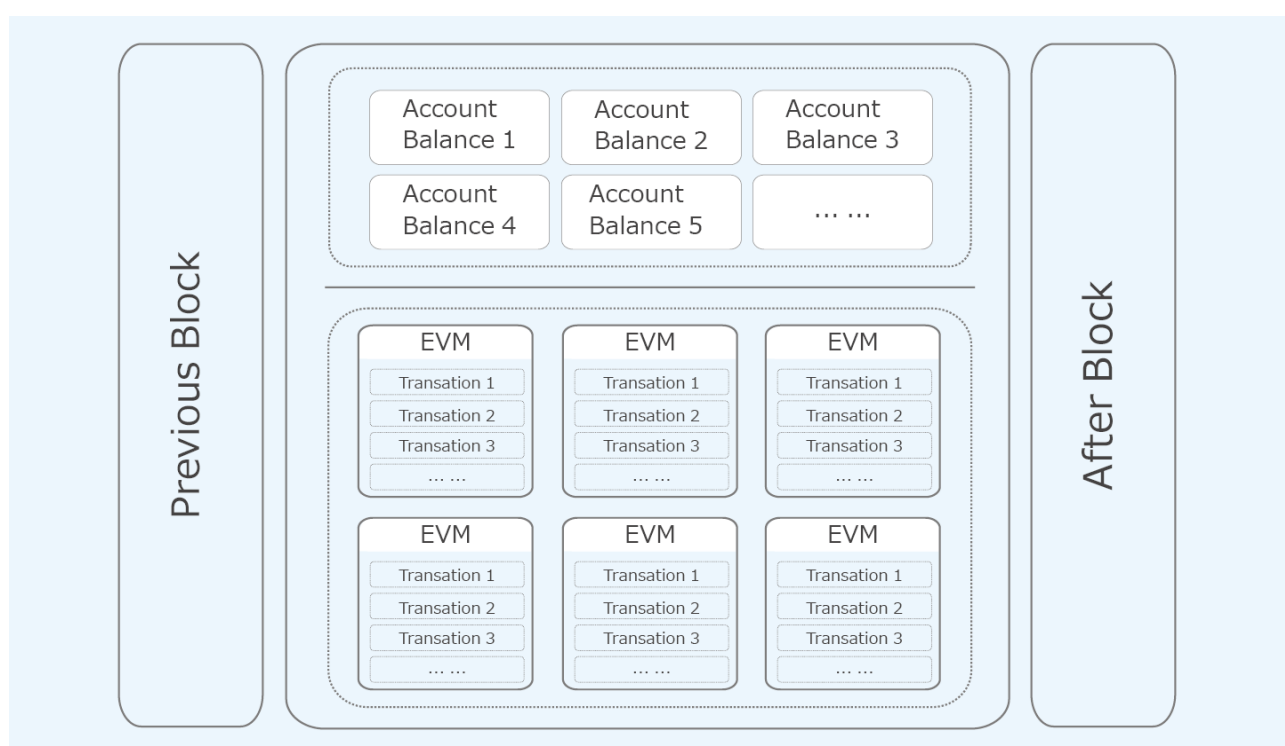 Previous Block
Account
Balance 1
Account
Balance 2
Account
Balance 3
Account
Balance 4
Account
Balance 5
... ...
EVM
Transation 1
Transation 2
Transation 3
... ...
EVM
Transation 1
Transation 2
Transation 3
... ...
EVM
Transation 1
Transation 2
Transation 3
... ...
EVM
Transation 1
Transation 2
Transation 3
... ...
EVM
Transation 1
Transation 2
Transation 3
... ...
EVM
Transation 1
Transation 2
Transation 3
... ...
After Block